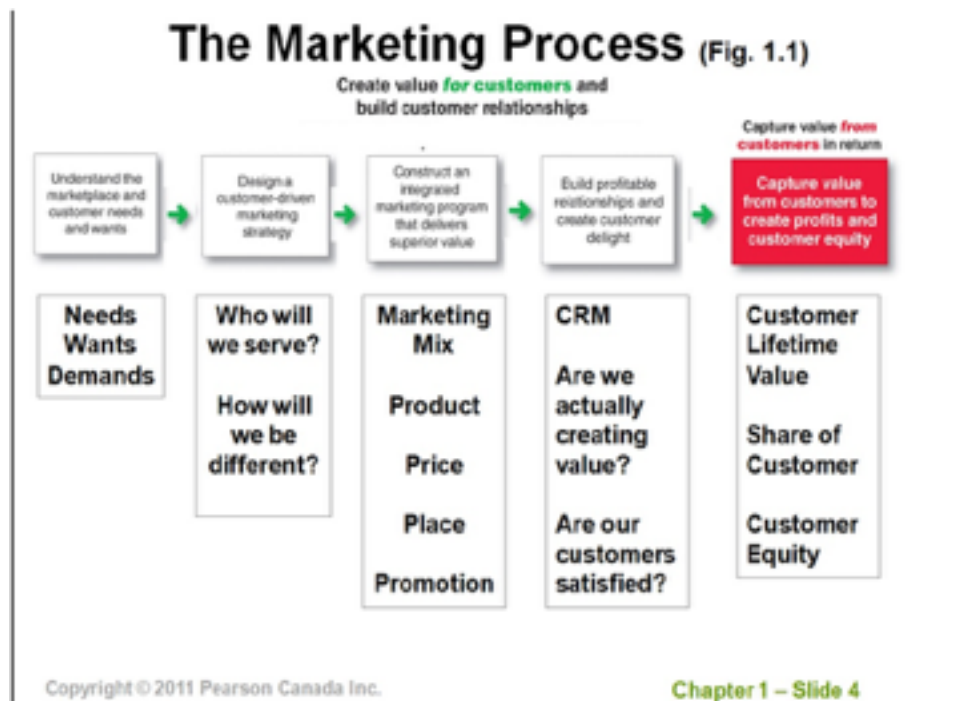 The Marketing Process (Fig. 1.1)
Create value for customers and
build customer relationships
Capture value from
customers in return
Understand the
marketplace and
customer needs
and wants
Design a
customer-driven
marketing
strategy
Construct an
integrated
marketing program
that delivers
superior value
Build profitable
relationships and
create customer
delight
Capture value
from customers to
create profits and
customer equity
Needs
Wants
Demands
Who will
we serve?
How will
we be
different?
Marketing
Mix
Product
Price
Place
Promotion
CRM
Are we
actually
creating
value?
Are our
customers
satisfied?
Customer
Lifetime
Value
Share of
Customer
Customer
Equity
Copyright © 2011 Pearson Canada Inc.
Chapter 1 – Slide 4